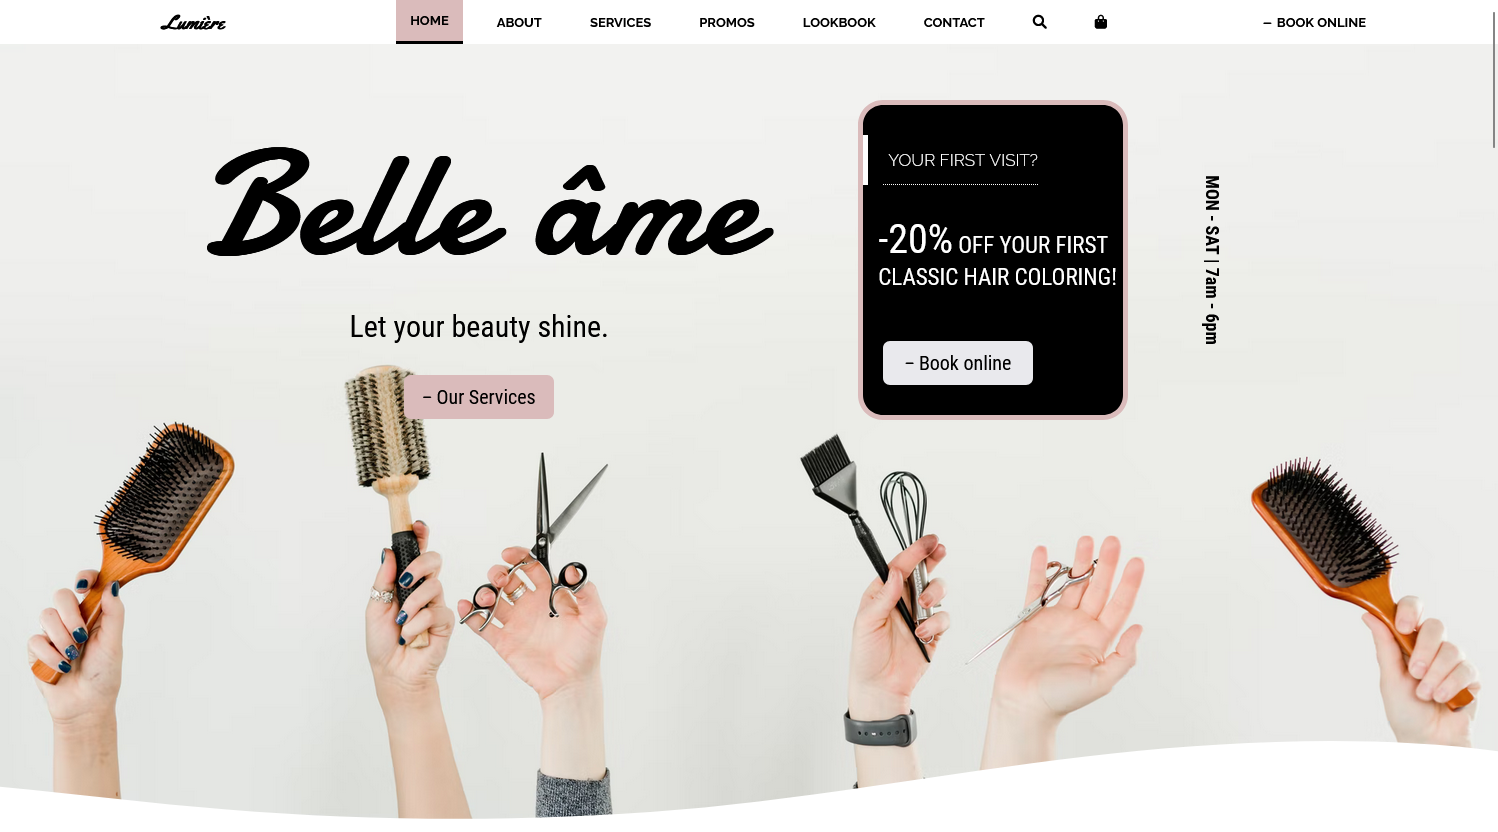 Lumière
HOME
ABOUT
SERVICES
PROMOS
LOOKBOOK
CONTACT
– BOOK ONLINE
Belle âme
Let your beauty shine.
– Our Services
YOUR FIRST VISIT?
-20% OFF YOUR FIRST
CLASSIC HAIR COLORING!
– Book online
MON - SAT | 7am - 6pm